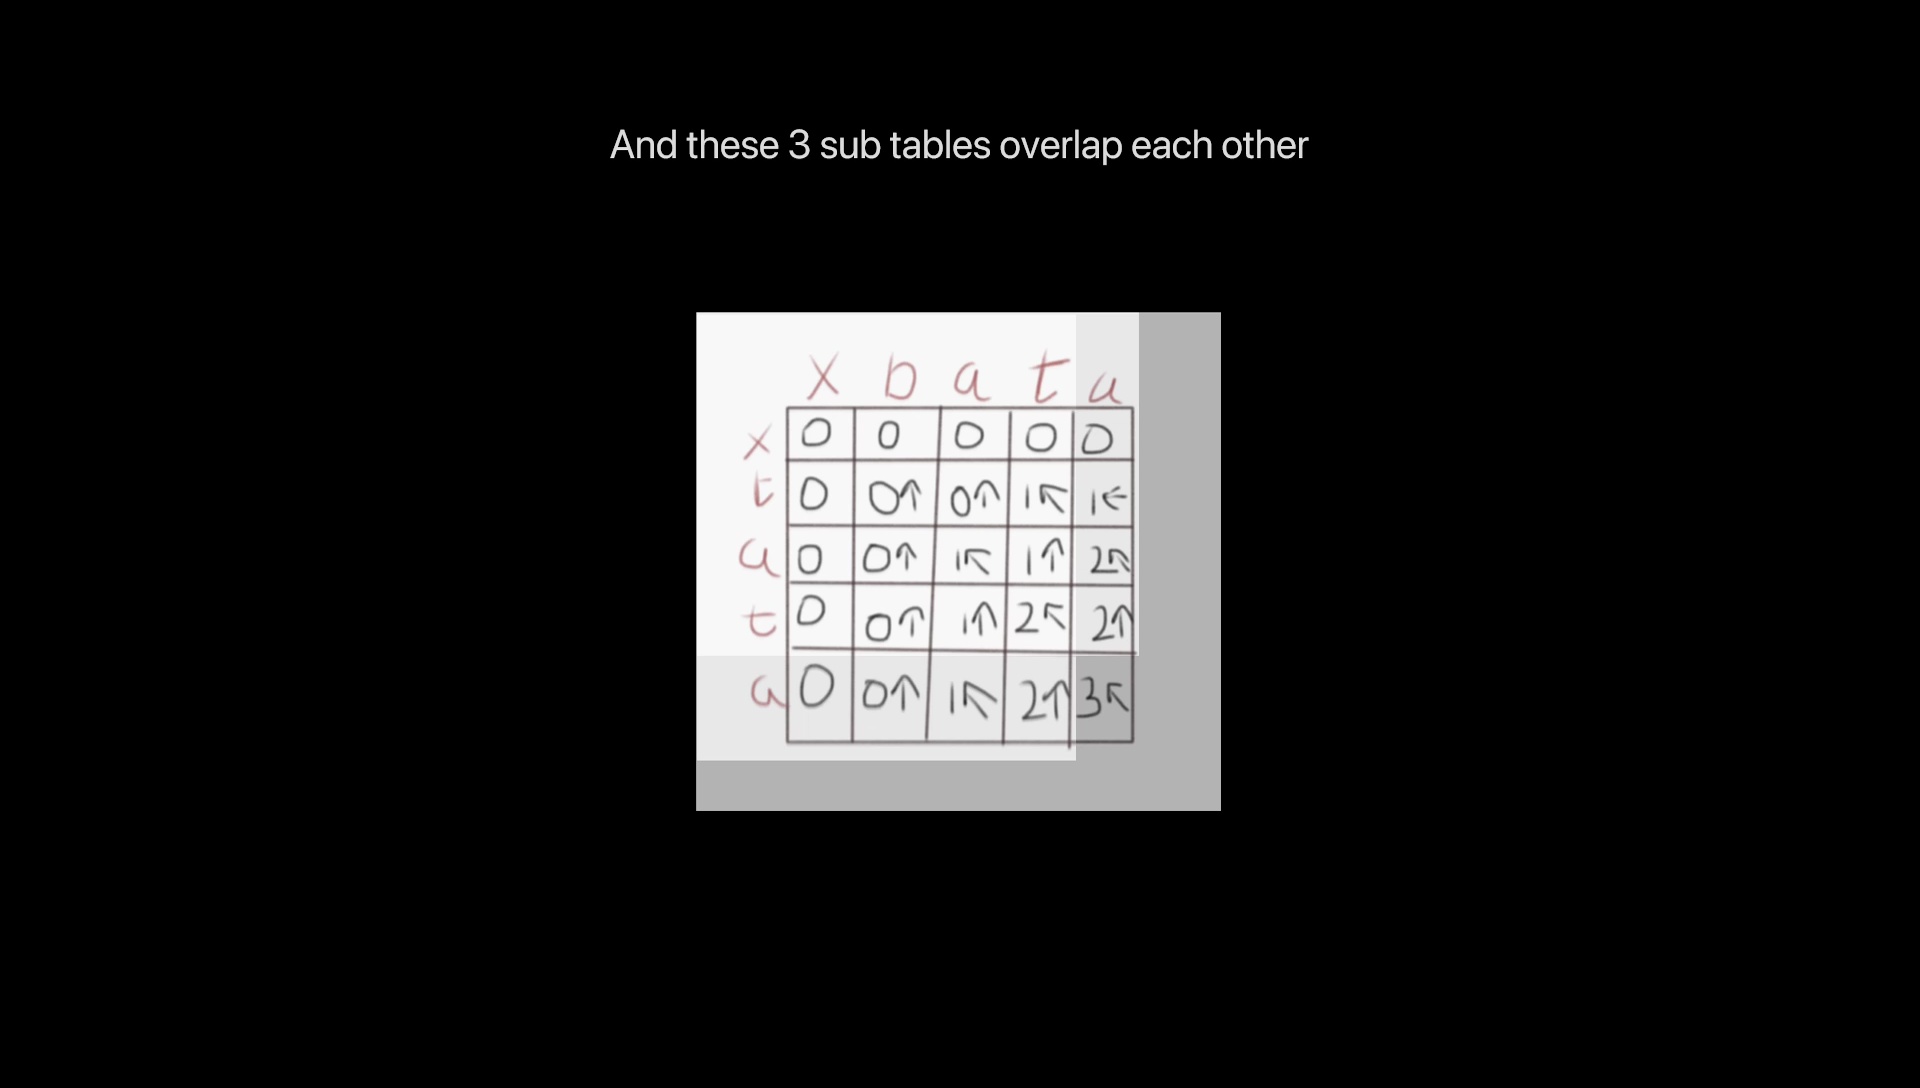 And these 3 sub tables overlap each other
x b a t a
x 0 0 0 0 0
t 0 0↑ 0↑ 1↖ 1←
a 0 0↑ 1↖ 1↑ 2↖
t 0 0↑ 1↑ 2↖ 2↑
a 0 0↑ 1↖ 2↑ 3↖